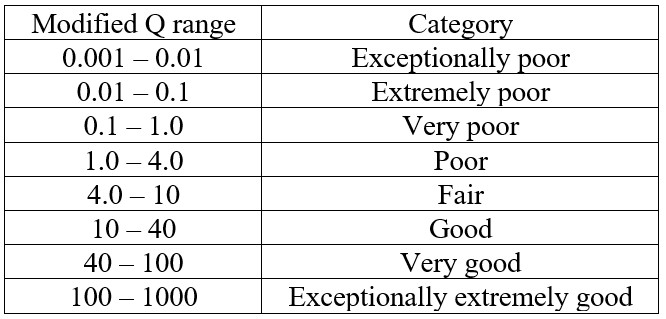 Modified Q range Category
0.001 – 0.01 Exceptionally poor
0.01 – 0.1 Extremely poor
0.1 – 1.0 Very poor
1.0 – 4.0 Poor
4.0 – 10 Fair
10 – 40 Good
40 – 100 Very good
100 – 1000 Exceptionally extremely good